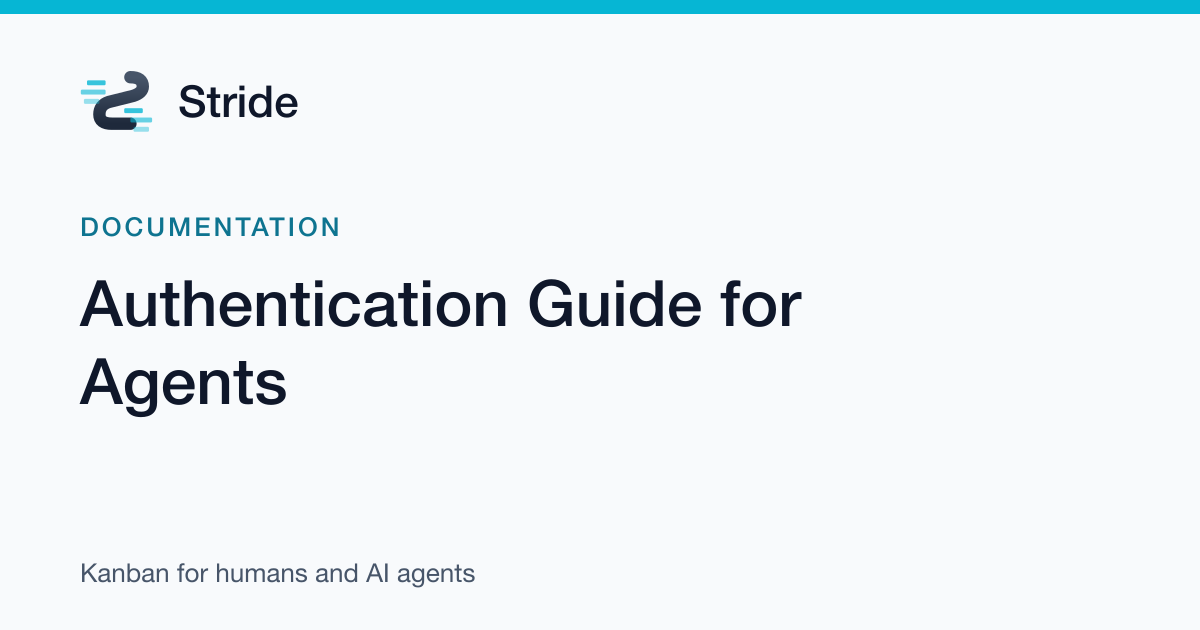 Stride
DOCUMENTATION
Authentication Guide for
Agents
Kanban for humans and AI agents